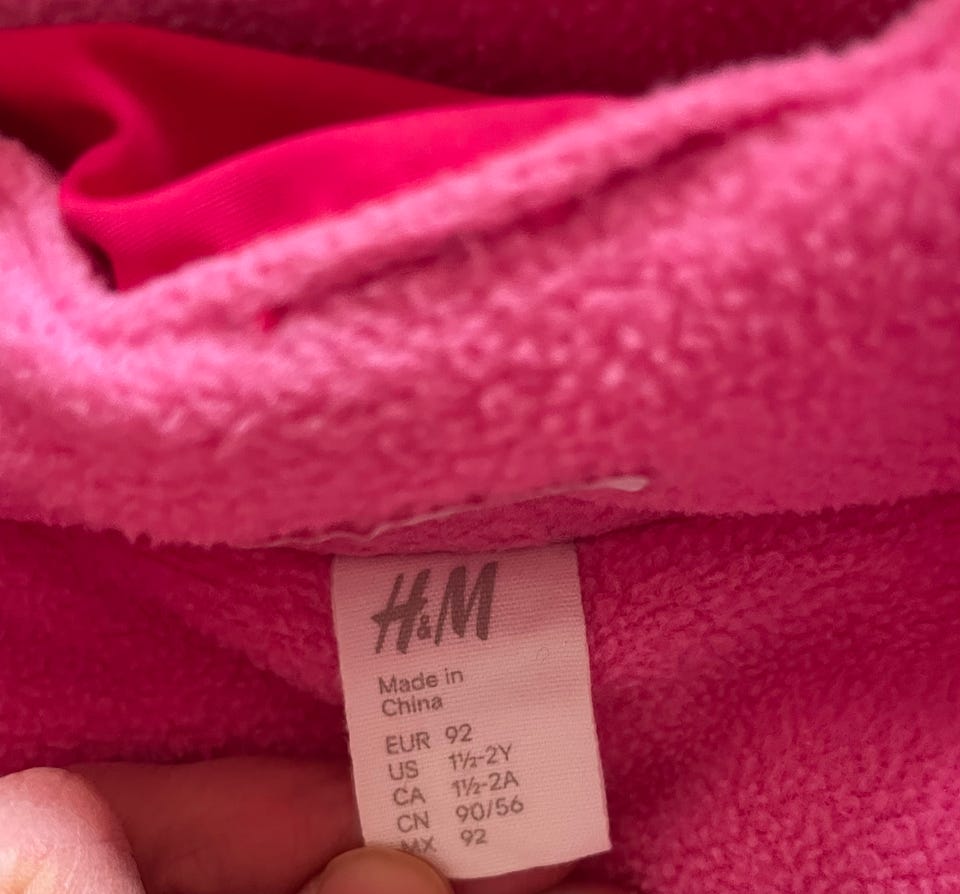 H&M
Made in
China
EUR 92
US 1½-2Y
CA 1½-2A
CN 90/56
MX 92